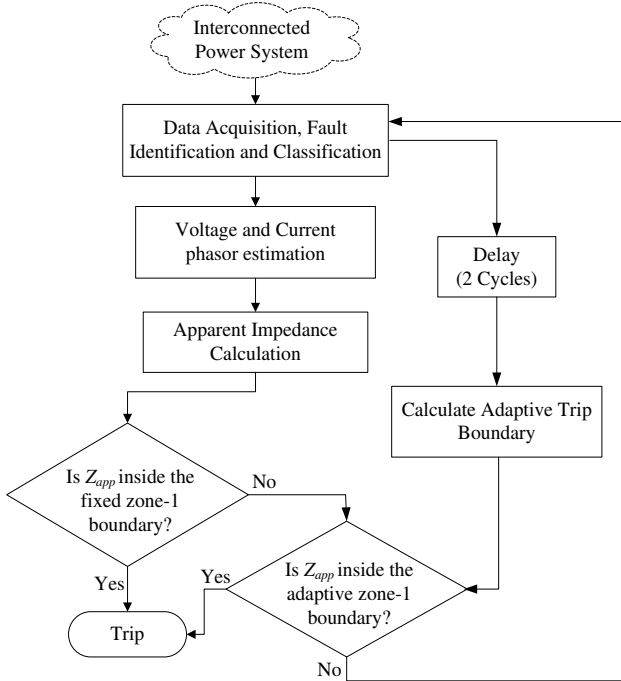 Interconnected
Power System
Data Acquisition, Fault
Identification and Classification
Voltage and Current
phasor estimation
Delay
(2 Cycles)
Apparent Impedance
Calculation
Calculate Adaptive Trip
Boundary
Is Zapp inside the
fixed zone-1
boundary?
No
Is Zapp inside the
adaptive zone-1
boundary?
Yes
Yes
Trip
No